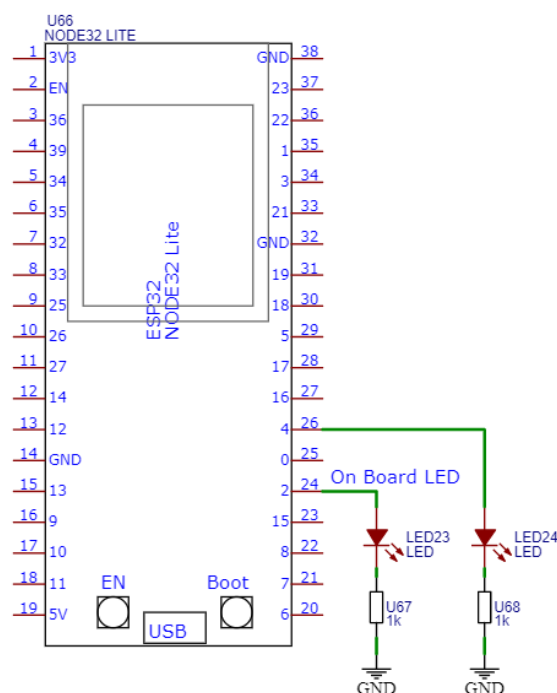 U66
NODE32 LITE
1 3V3 GND 38
2 EN 23 37
3 36 22 36
4 39 1 35
5 34 3 34
6 35 21 33
7 32 GND 32
8 33 19 31
9 25 18 30
10 26 5 29
11 27 17 28
12 14 16 27
13 12 4 26
14 GND 0 25
15 13 2 24
16 9 15 23
17 10 8 22
18 11 7 21
19 5V 6 20
ESP32
NODE32 Lite
On Board LED
EN
Boot
USB
LED23
LED
LED24
LED
U67
1k
U68
1k
GND
GND